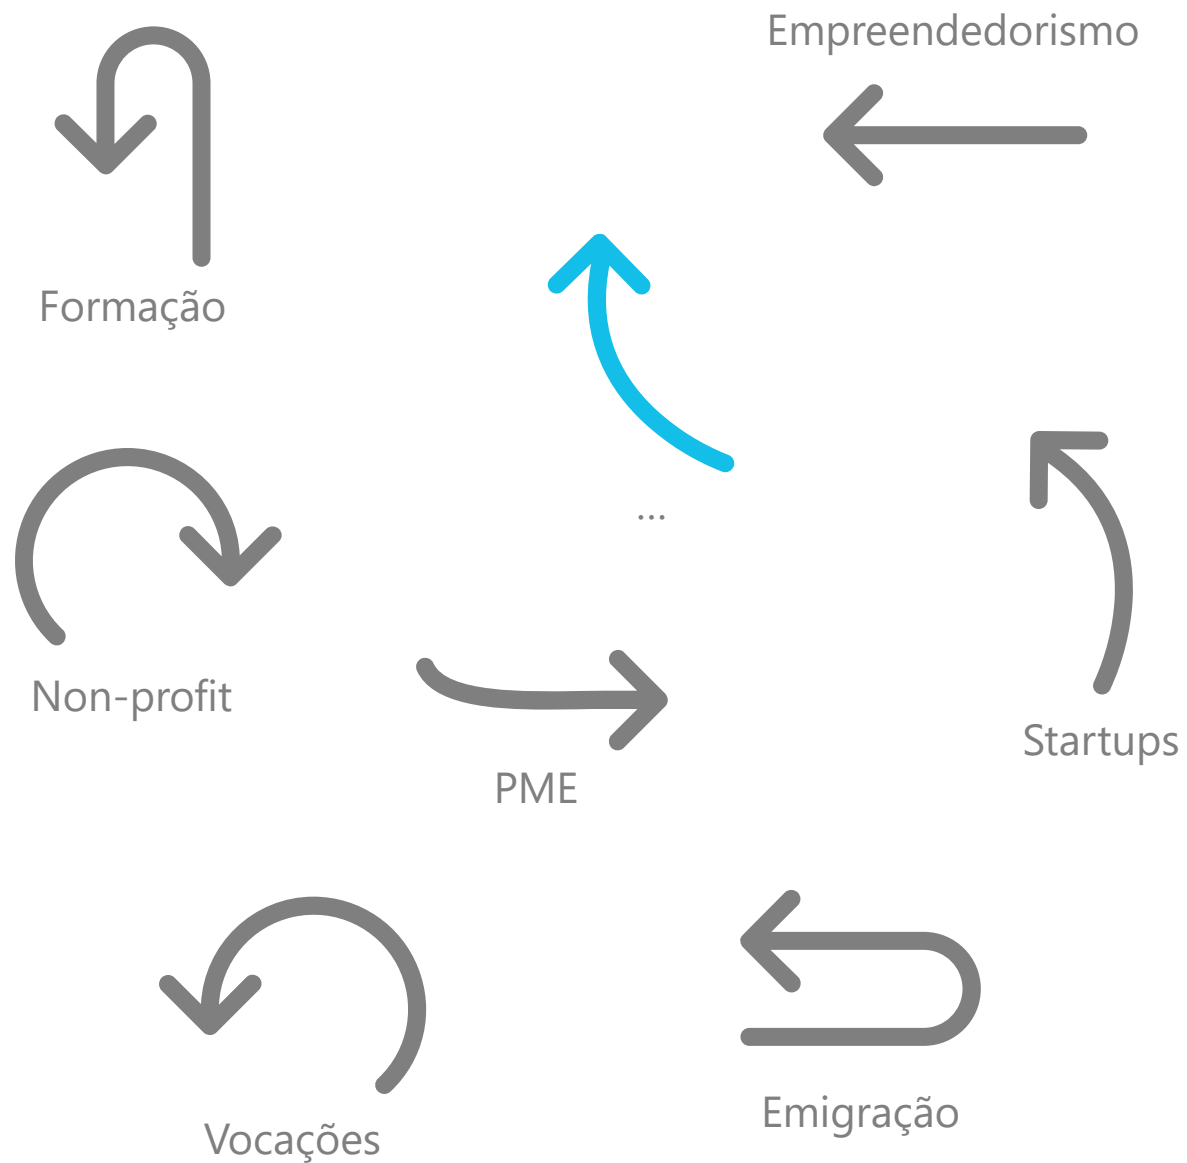 Empreendedorismo
Formação
...
Non-profit
Startups
PME
Emigração
Vocações